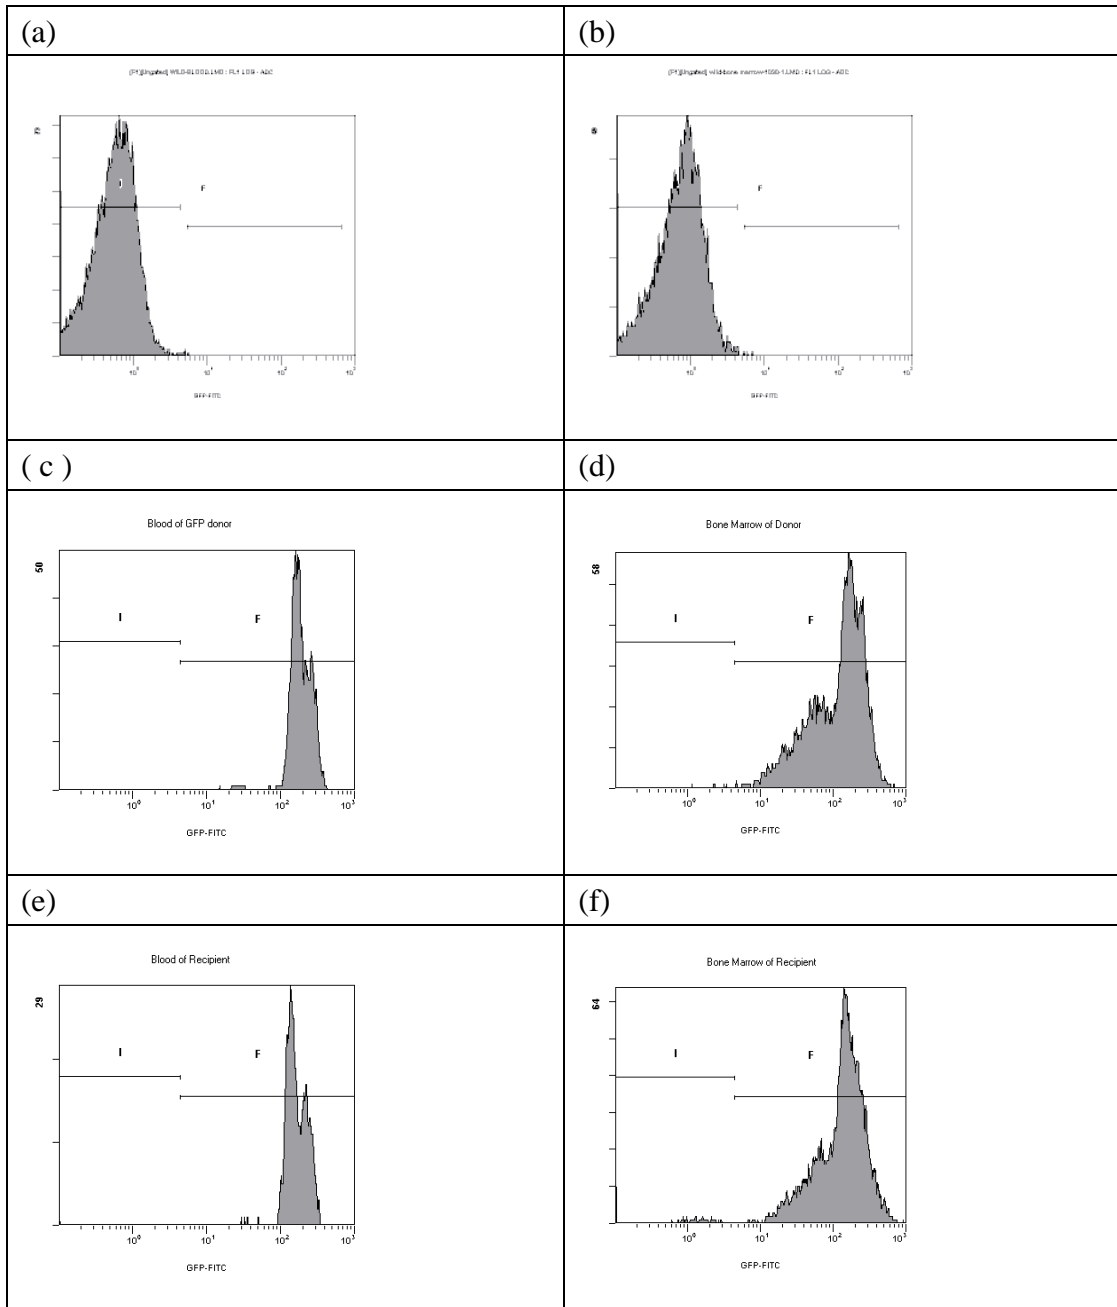 (a)
(b)
F
F
10⁰ 10¹ 10² 10³
10⁰ 10¹ 10² 10³
GFP-FITC
GFP-FITC
( c )
(d)
Blood of GFP donor
Bone Marrow of Donor
50
58
I
F
I
F
10⁰ 10¹ 10² 10³
10⁰ 10¹ 10² 10³
GFP-FITC
GFP-FITC
(e)
(f)
Blood of Recipient
Bone Marrow of Recipient
29
64
I
F
I
F
10⁰ 10¹ 10² 10³
10⁰ 10¹ 10² 10³
GFP-FITC
GFP-FITC